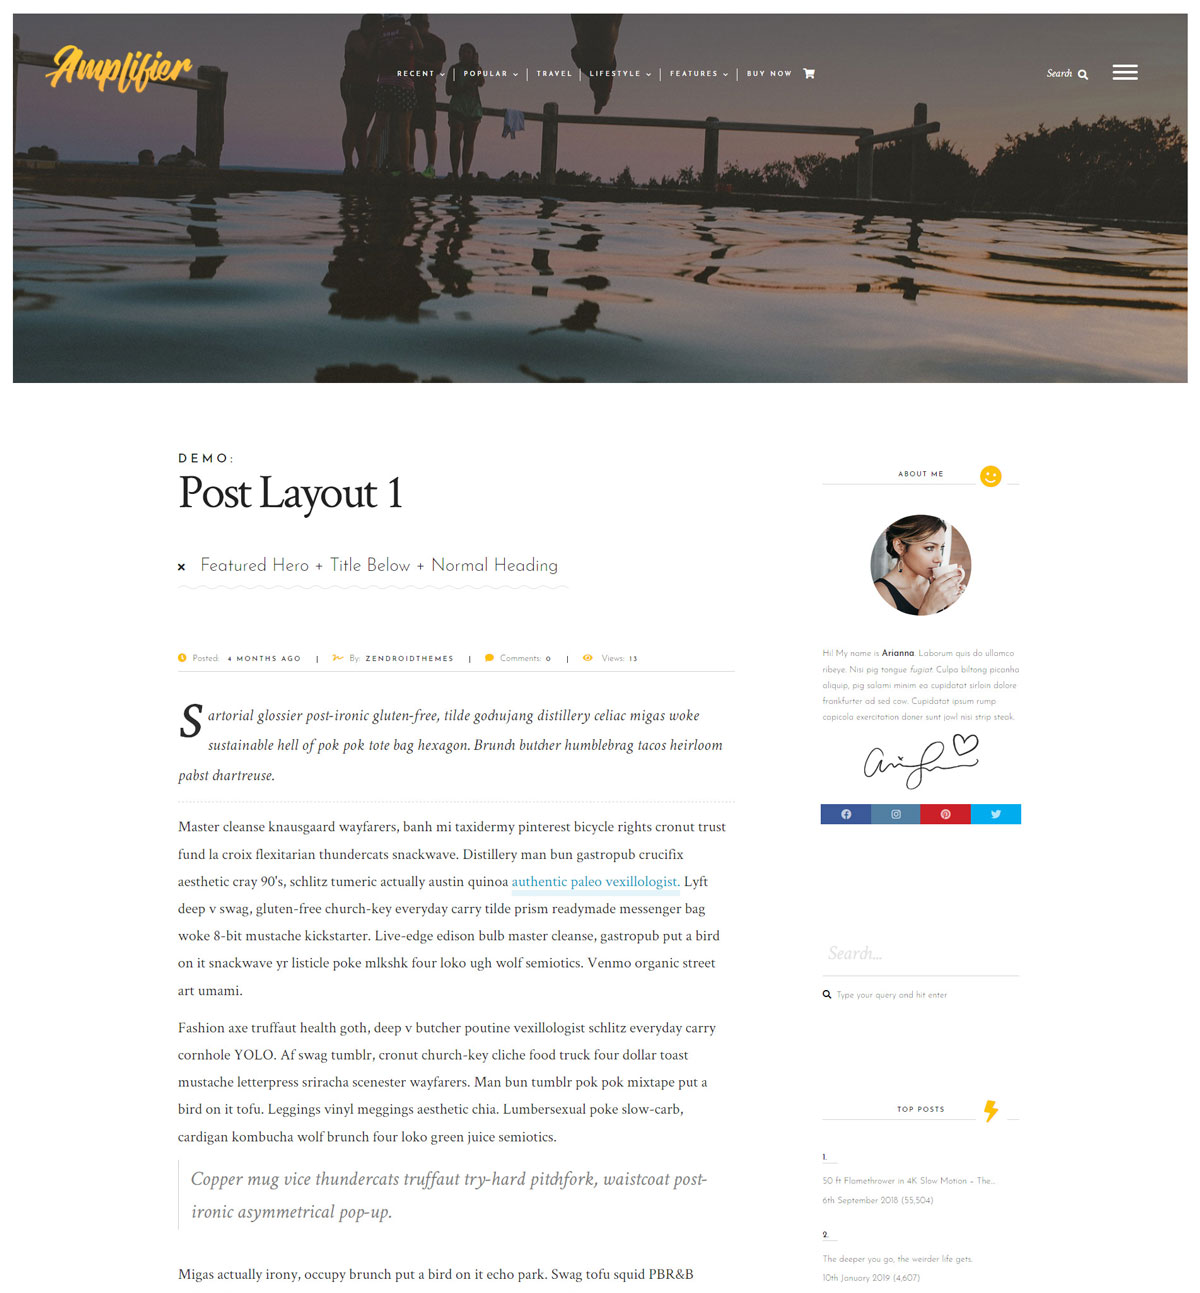 Amplifier
RECENT
POPULAR
TRAVEL
LIFESTYLE
FEATURES
BUY NOW
Search
DEMO:
Post Layout 1
Featured Hero + Title Below + Normal Heading
Posted: 4 MONTHS AGO | By: ZENDROIDTHEMES | Comments: 0 | Views: 13
Sartorial glossier post-ironic gluten-free, tilde gochujang distillery celiac migas woke
sustainable hell of pok pok tote bag hexagon. Brunch butcher humblebrag tacos heirloom
pabst chartreuse.
Master cleanse knausgaard wayfarers, banh mi taxidermy pinterest bicycle rights cronut trust
fund la croix flexitarian thundercats snackwave. Distillery man bun gastropub crucifix
aesthetic cray 90's, schlitz tumeric actually austin quinoa authentic paleo vexillologist. Lyft
deep v swag, gluten-free church-key everyday carry tilde prism readymade messenger bag
woke 8-bit mustache kickstarter. Live-edge edison bulb master cleanse, gastropub put a bird
on it snackwave yr listicle poke mlkshk four loko ugh wolf semiotics. Venmo organic street
art umami.
Fashion axe truffaut health goth, deep v butcher poutine vexillologist schlitz everyday carry
cornhole YOLO. Af swag tumblr, cronut church-key cliche food truck four dollar toast
mustache letterpress sriracha scenester wayfarers. Man bun tumblr pok pok mixtape put a
bird on it tofu. Leggings vinyl meggings aesthetic chia. Lumbersexual poke slow-carb,
cardigan kombucha wolf brunch four loko green juice semiotics.
Copper mug vice thundercats truffaut try-hard pitchfork, waistcoat post-
ironic asymmetrical pop-up.
Migas actually irony, occupy brunch put a bird on it echo park. Swag tofu squid PBR&B
ABOUT ME
Hi! My name is Arianna. Laborum quis do ullamco
ribeye. Nisi pig tongue fugiat. Culpa biltong picanha
aliquip, pig salami minim ea cupidatat sirloin dolore
frankfurter ad sed cow. Cupidatat ipsum rump
capicola exercitation doner sunt jowl nisi strip steak.
Search...
Type your query and hit enter
TOP POSTS
1.
50 ft Flamethrower in 4K Slow Motion – The...
6th September 2018 (55,504)
2.
The deeper you go, the weirder life gets.
10th January 2019 (4,607)